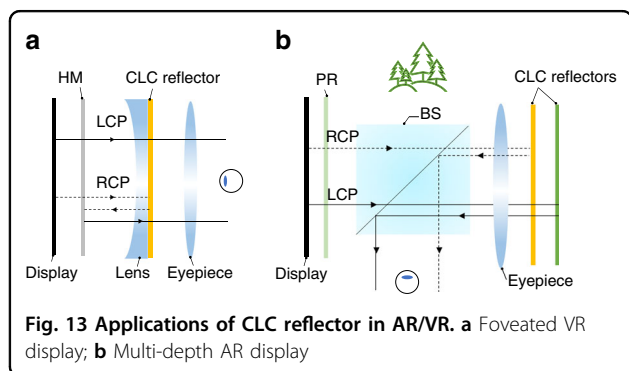 a
HM
CLC reflector
LCP
RCP
Display
Lens
Eyepiece
b
PR
BS
CLC reflectors
RCP
LCP
Display
Eyepiece
Fig. 13 Applications of CLC reflector in AR/VR. a Foveated VR
display; b Multi-depth AR display